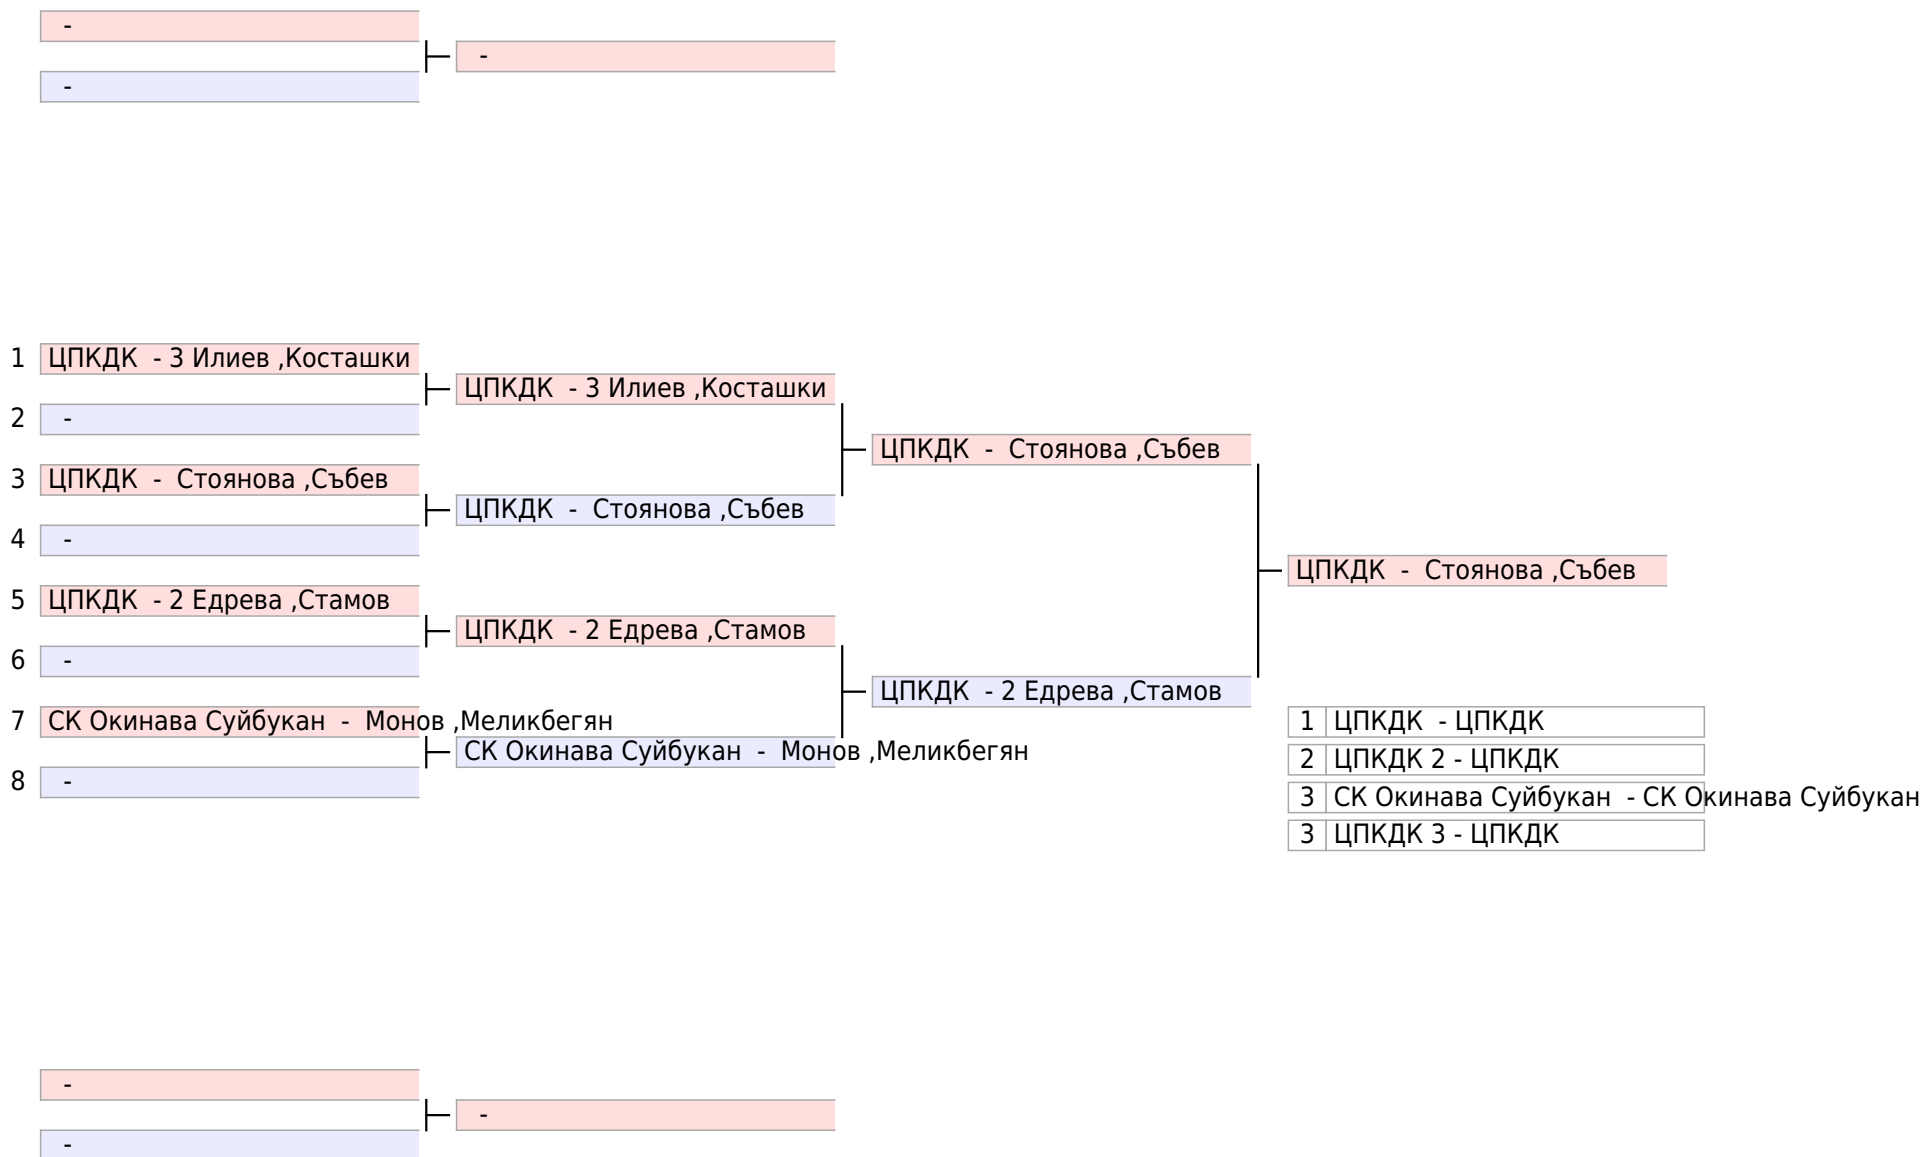 -
-
-
1 ЦПКДК - 3 Илиев ,Косташки
ЦПКДК - 3 Илиев ,Косташки
2 -
ЦПКДК - Стоянова ,Събев
3 ЦПКДК - Стоянова ,Събев
ЦПКДК - Стоянова ,Събев
4 -
ЦПКДК - Стоянова ,Събев
5 ЦПКДК - 2 Едрева ,Стамов
ЦПКДК - 2 Едрева ,Стамов
6 -
ЦПКДК - 2 Едрева ,Стамов
7 СК Окинава Суйбукан - Монов ,Меликбегян
СК Окинава Суйбукан - Монов ,Меликбегян
8 -
1 ЦПКДК - ЦПКДК
2 ЦПКДК 2 - ЦПКДК
3 СК Окинава Суйбукан - СК Окинава Суйбукан
3 ЦПКДК 3 - ЦПКДК
-
-
-